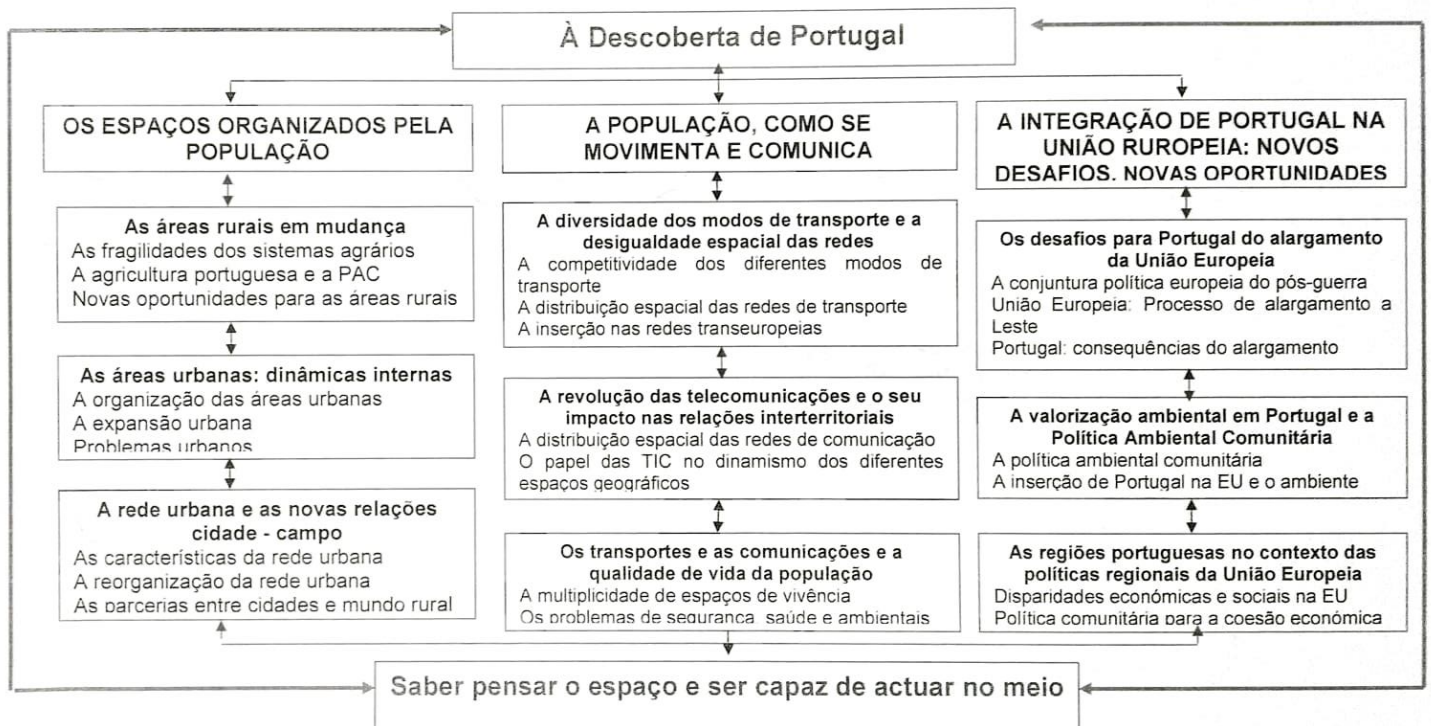 À Descoberta de Portugal
OS ESPAÇOS ORGANIZADOS PELA
POPULAÇÃO
As áreas rurais em mudança
As fragilidades dos sistemas agrários
A agricultura portuguesa e a PAC
Novas oportunidades para as áreas rurais
As áreas urbanas: dinâmicas internas
A organização das áreas urbanas
A expansão urbana
Problemas urbanos
A rede urbana e as novas relações
cidade - campo
As características da rede urbana
A reorganização da rede urbana
As parcerias entre cidades e mundo rural
A POPULAÇÃO, COMO SE
MOVIMENTA E COMUNICA
A diversidade dos modos de transporte e a
desigualdade espacial das redes
A competitividade dos diferentes modos de
transporte
A distribuição espacial das redes de transporte
A inserção nas redes transeuropeias
A revolução das telecomunicações e o seu
impacto nas relações interterritoriais
A distribuição espacial das redes de comunicação
O papel das TIC no dinamismo dos diferentes
espaços geográficos
Os transportes e as comunicações e a
qualidade de vida da população
A multiplicidade de espaços de vivência
Os problemas de segurança, saúde e ambientais
A INTEGRAÇÃO DE PORTUGAL NA
UNIÃO RUROPEIA: NOVOS
DESAFIOS. NOVAS OPORTUNIDADES
Os desafios para Portugal do alargamento
da União Europeia
A conjuntura política europeia do pós-guerra
União Europeia: Processo de alargamento a
Leste
Portugal: consequências do alargamento
A valorização ambiental em Portugal e a
Política Ambiental Comunitária
A política ambiental comunitária
A inserção de Portugal na EU e o ambiente
As regiões portuguesas no contexto das
políticas regionais da União Europeia
Disparidades económicas e sociais na EU
Política comunitária para a coesão económica
Saber pensar o espaço e ser capaz de actuar no meio